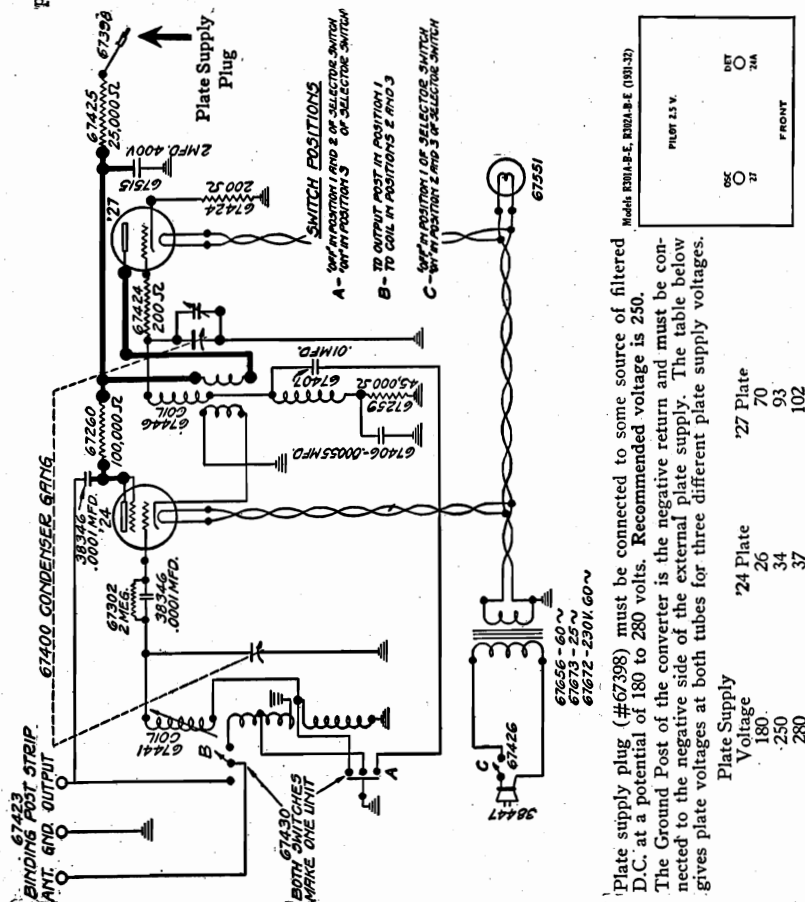 67423
BINDING POST STRIP
ANT. GND. OUTPUT
67400 CONDENSER GANG
67441
COIL
B
67430
BOTH SWITCHES
MAKE ONE UNIT
A
67302
2 MEG.
38346
.0001 MFD.
38346
.0001 MFD.
'24
67260
100,000 Ω
67446
COIL
67424
200 Ω
'27
67424
200 Ω
67515
2 MFD. 400V
67425
25,000 Ω
67398
Plate Supply
Plug
67407
.01 MFD.
67406-.00055 MFD.
67259
45,000 Ω
SWITCH POSITIONS
A- "OFF" IN POSITION 1 AND 2 OF SELECTOR SWITCH
"ON" IN POSITION 3 OF SELECTOR SWITCH
B- TO OUTPUT POST IN POSITION 1
TO COIL IN POSITIONS 2 AND 3
C- "OFF" IN POSITION 1 OF SELECTOR SWITCH
"ON" IN POSITION 2 AND 3 OF SELECTOR SWITCH
67551
C
67426
38447
67656-60~
67673-25~
67672-230V. 60~
Plate supply plug (#67398) must be connected to some source of filtered
D.C. at a potential of 180 to 280 volts. Recommended voltage is 250.
The Ground Post of the converter is the negative return and must be con-
nected to the negative side of the external plate supply. The table below
gives plate voltages at both tubes for three different plate supply voltages.
Plate Supply
Voltage '24 Plate '27 Plate
180 26 70
250 34 93
280 37 102
Models R301A-B-E, R302A-B-E (1931-32)
PILOT 2.5 V.
OSC DET
'27 '24A
FRONT